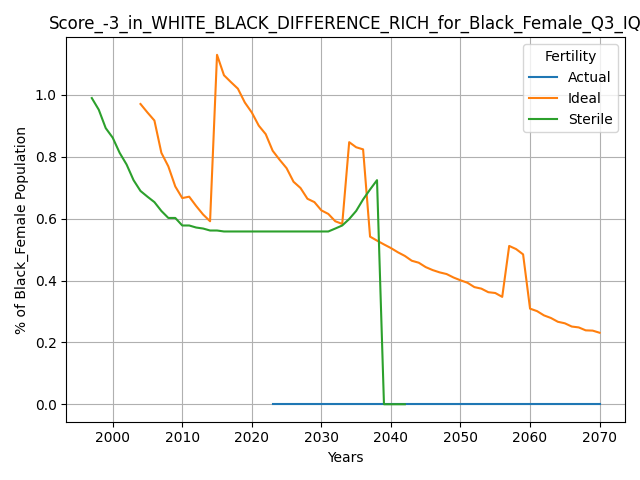 Score_-3_in_WHITE_BLACK_DIFFERENCE_RICH_for_Black_Female_Q3_IQ
Fertility
Actual
Ideal
Sterile
% of Black_Female Population
1.0
0.8
0.6
0.4
0.2
0.0
2000 2010 2020 2030 2040 2050 2060 2070
Years